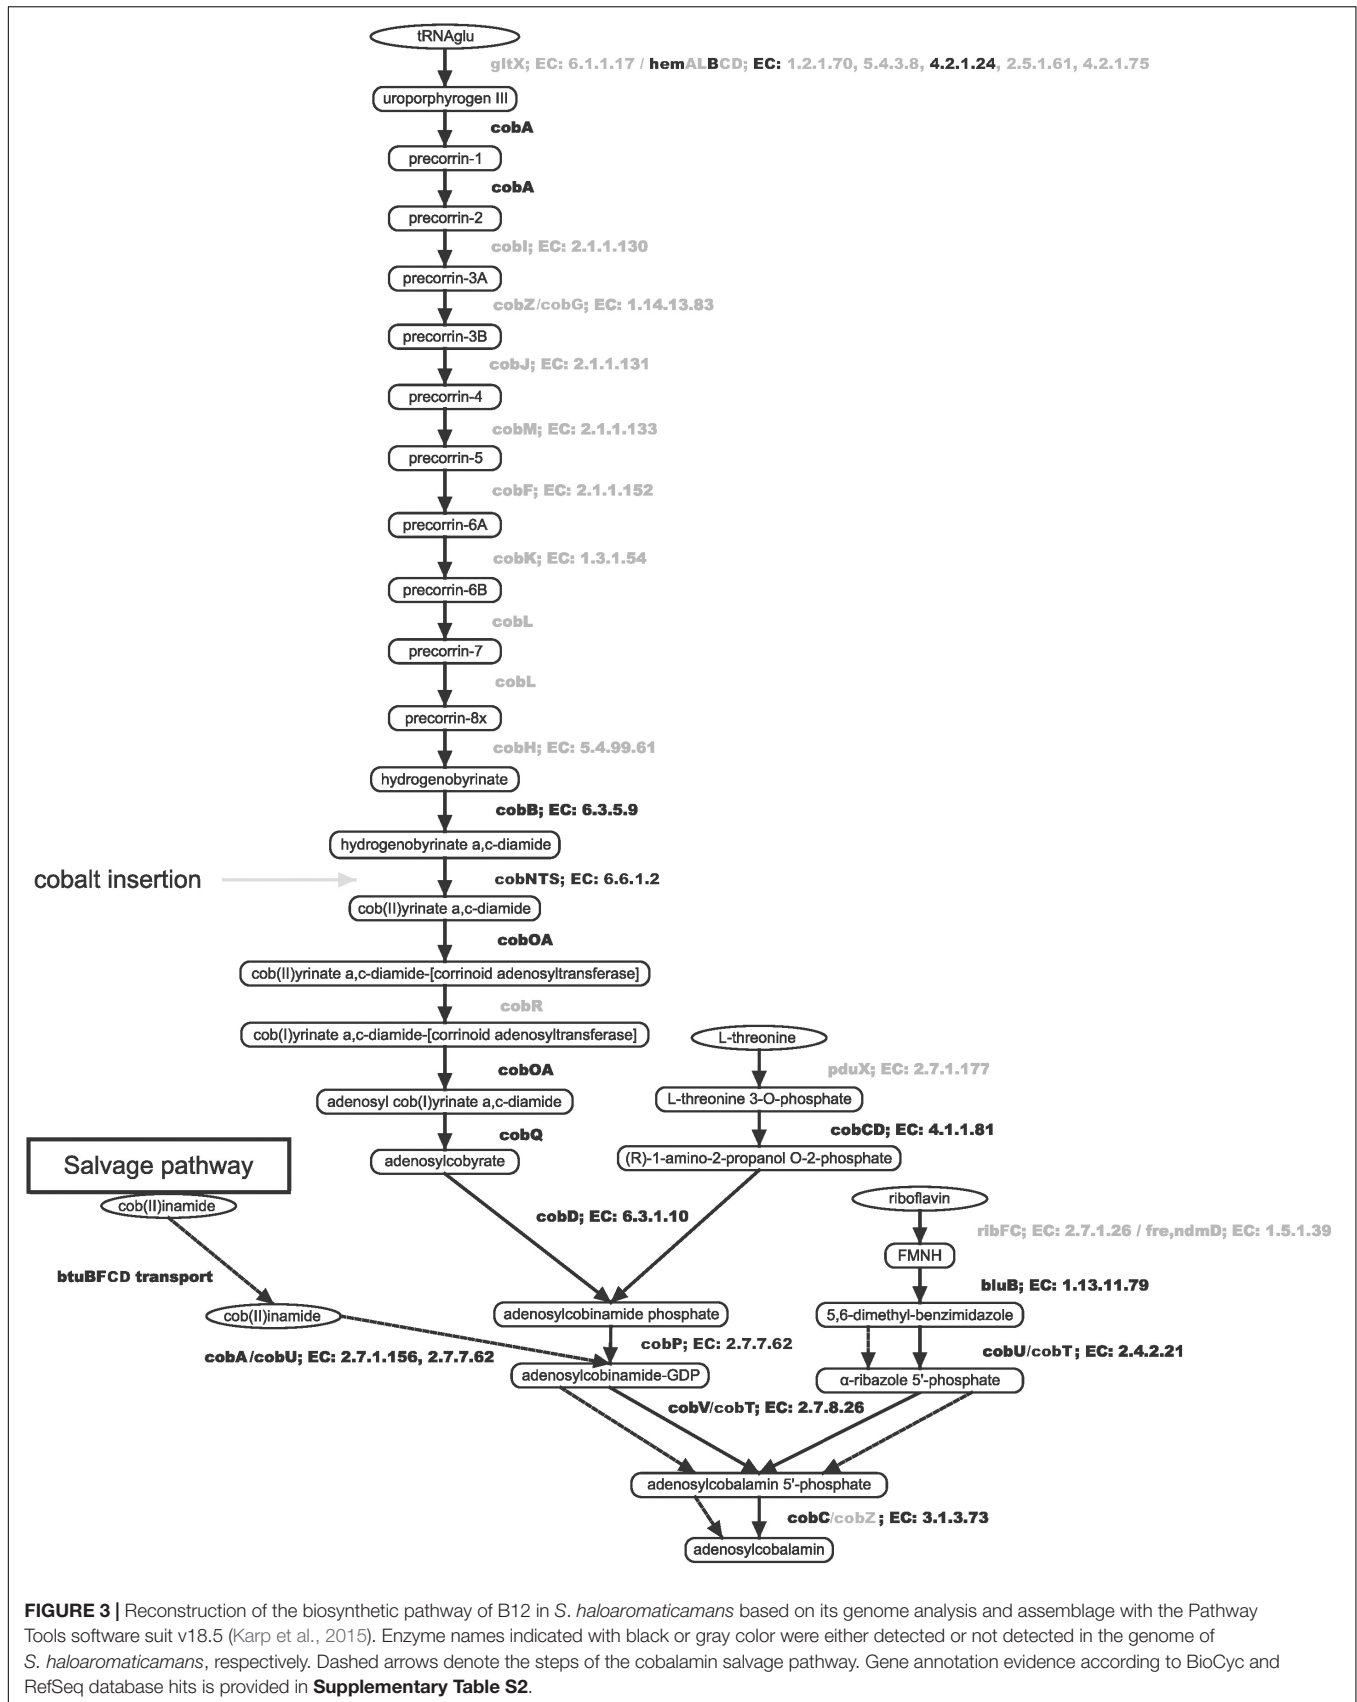 tRNAglu
gltX; EC: 6.1.1.17 / hemALBCD; EC: 1.2.1.70, 5.4.3.8, 4.2.1.24, 2.5.1.61, 4.2.1.75
uroporphyrogen III
cobA
precorrin-1
cobA
precorrin-2
cobI; EC: 2.1.1.130
precorrin-3A
cobZ/cobG; EC: 1.14.13.83
precorrin-3B
cobJ; EC: 2.1.1.131
precorrin-4
cobM; EC: 2.1.1.133
precorrin-5
cobF; EC: 2.1.1.152
precorrin-6A
cobK; EC: 1.3.1.54
precorrin-6B
cobL
precorrin-7
cobL
precorrin-8x
cobH; EC: 5.4.99.61
hydrogenobyrinate
cobB; EC: 6.3.5.9
hydrogenobyrinate a,c-diamide
cobalt insertion
cobNTS; EC: 6.6.1.2
cob(II)yrinate a,c-diamide
cobOA
cob(II)yrinate a,c-diamide-[corrinoid adenosyltransferase]
cobR
cob(I)yrinate a,c-diamide-[corrinoid adenosyltransferase]
L-threonine
cobOA
pduX; EC: 2.7.1.177
adenosyl cob(I)yrinate a,c-diamide
L-threonine 3-O-phosphate
cobQ
cobCD; EC: 4.1.1.81
adenosylcobyrate
(R)-1-amino-2-propanol O-2-phosphate
Salvage pathway
cob(II)inamide
riboflavin
cobD; EC: 6.3.1.10
ribFC; EC: 2.7.1.26 / fre,ndmD; EC: 1.5.1.39
FMNH
btuBFCD transport
bluB; EC: 1.13.11.79
cob(II)inamide
adenosylcobinamide phosphate
5,6-dimethyl-benzimidazole
cobP; EC: 2.7.7.62
cobA/cobU; EC: 2.7.1.156, 2.7.7.62
cobU/cobT; EC: 2.4.2.21
adenosylcobinamide-GDP
α-ribazole 5'-phosphate
cobV/cobT; EC: 2.7.8.26
adenosylcobalamin 5'-phosphate
cobC/cobZ; EC: 3.1.3.73
adenosylcobalamin
FIGURE 3 | Reconstruction of the biosynthetic pathway of B12 in S. haloaromaticamans based on its genome analysis and assemblage with the Pathway
Tools software suit v18.5 (Karp et al., 2015). Enzyme names indicated with black or gray color were either detected or not detected in the genome of
S. haloaromaticamans, respectively. Dashed arrows denote the steps of the cobalamin salvage pathway. Gene annotation evidence according to BioCyc and
RefSeq database hits is provided in Supplementary Table S2.